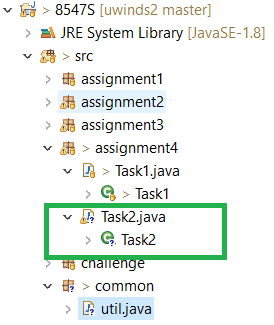 > 8547S [uwinds2 master]
> JRE System Library [JavaSE-1.8]
> src
assignment1
assignment2
assignment3
> assignment4
> Task1.java
> Task1
Task2.java
Task2
challenge
> common
util.java